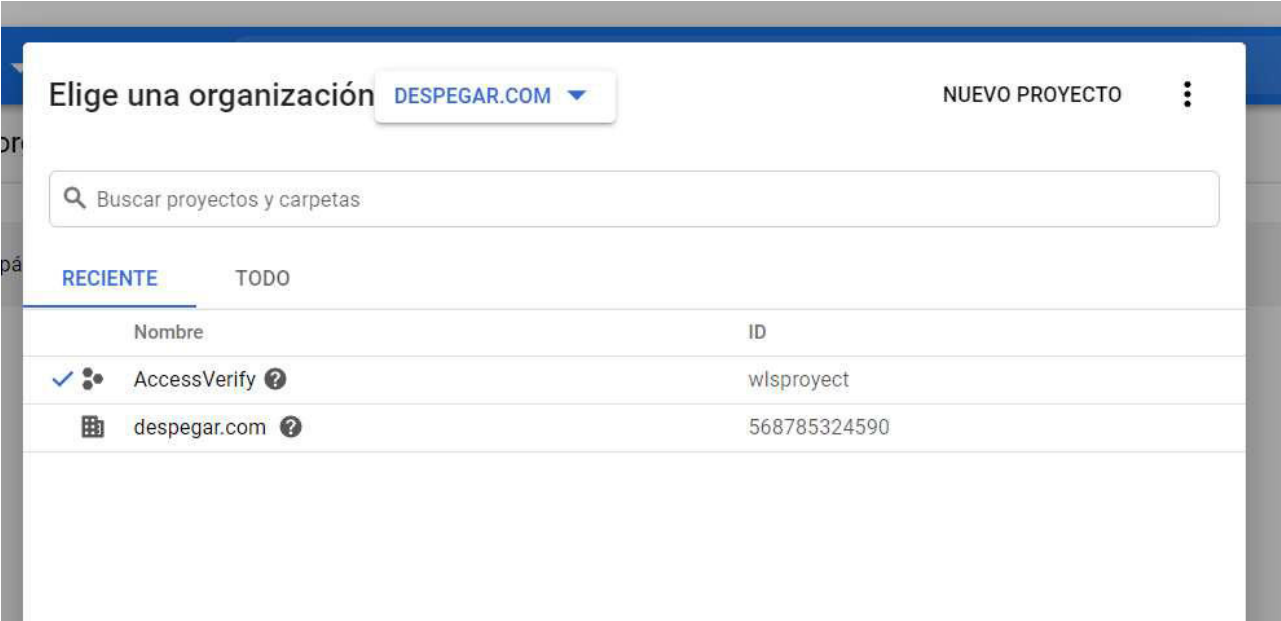 Elige una organización DESPEGAR.COM NUEVO PROYECTO
Buscar proyectos y carpetas
RECIENTE TODO
Nombre ID
AccessVerify wlsproyect
despegar.com 568785324590